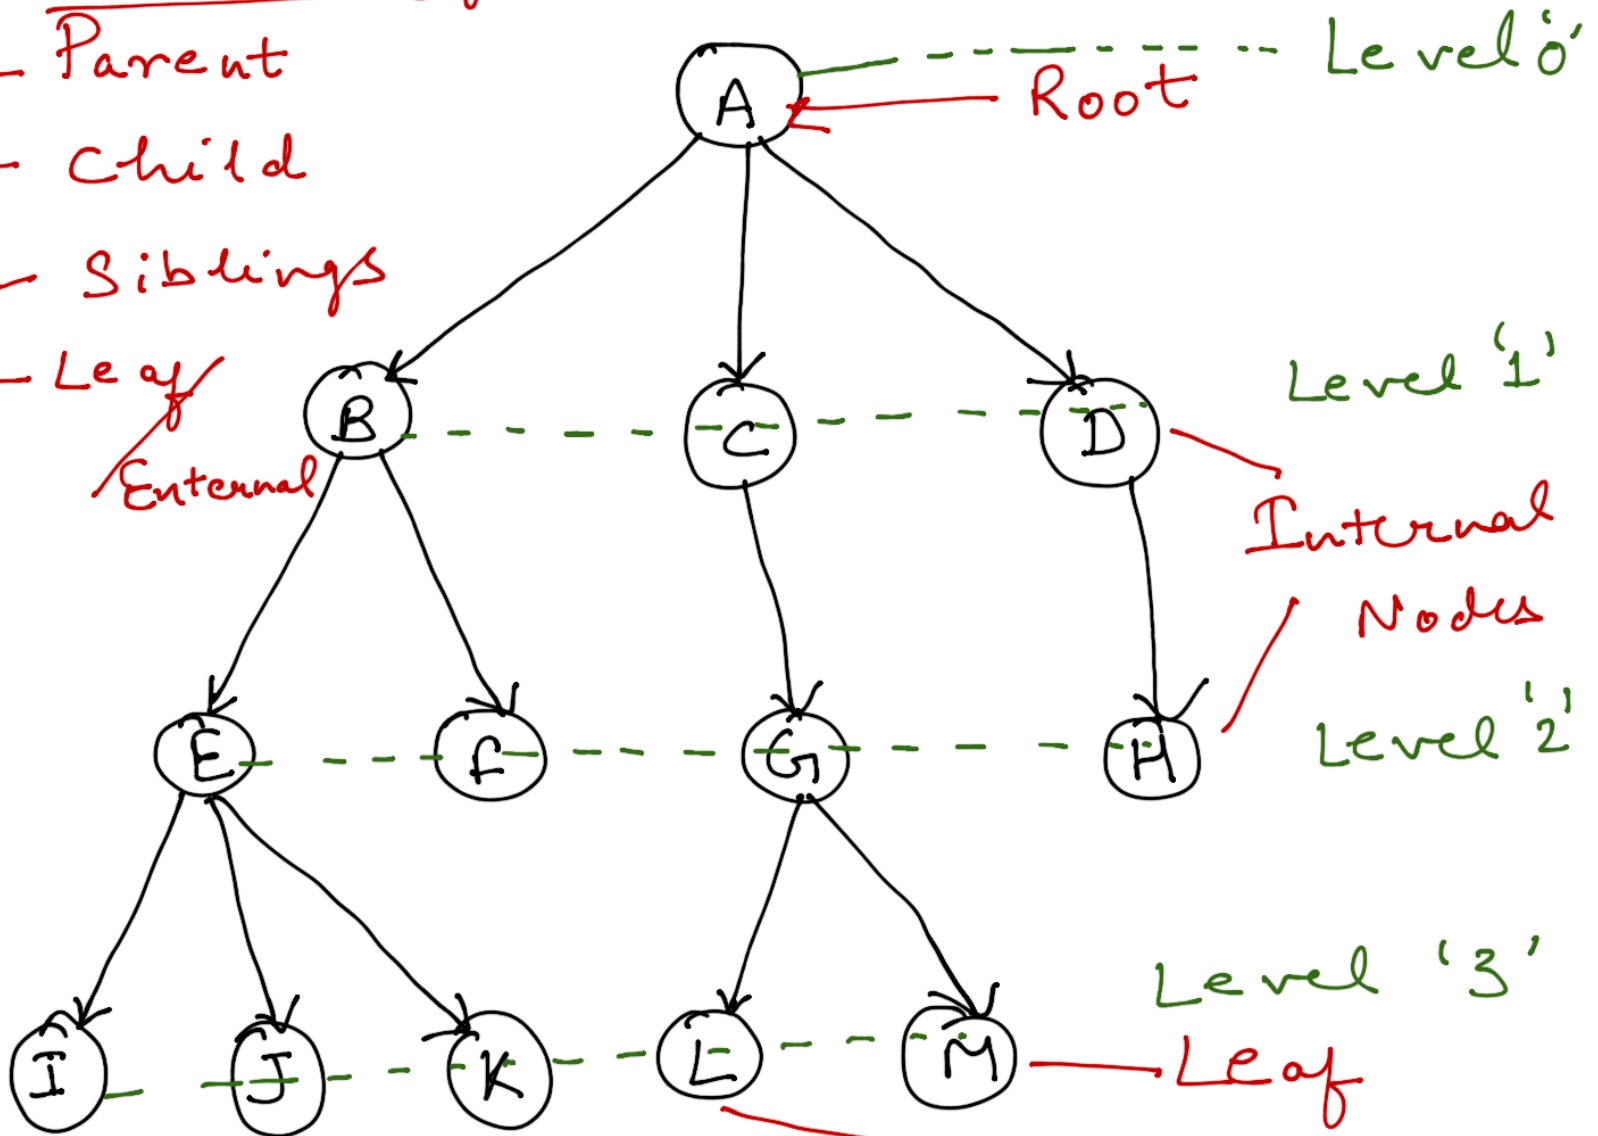 Parent
Child
Siblings
Leaf
External
A
Root
Level '0'
B
C
D
Level '1'
Internal
Nodes
E
F
G
H
Level '2'
I
J
K
L
M
Level '3'
Leaf